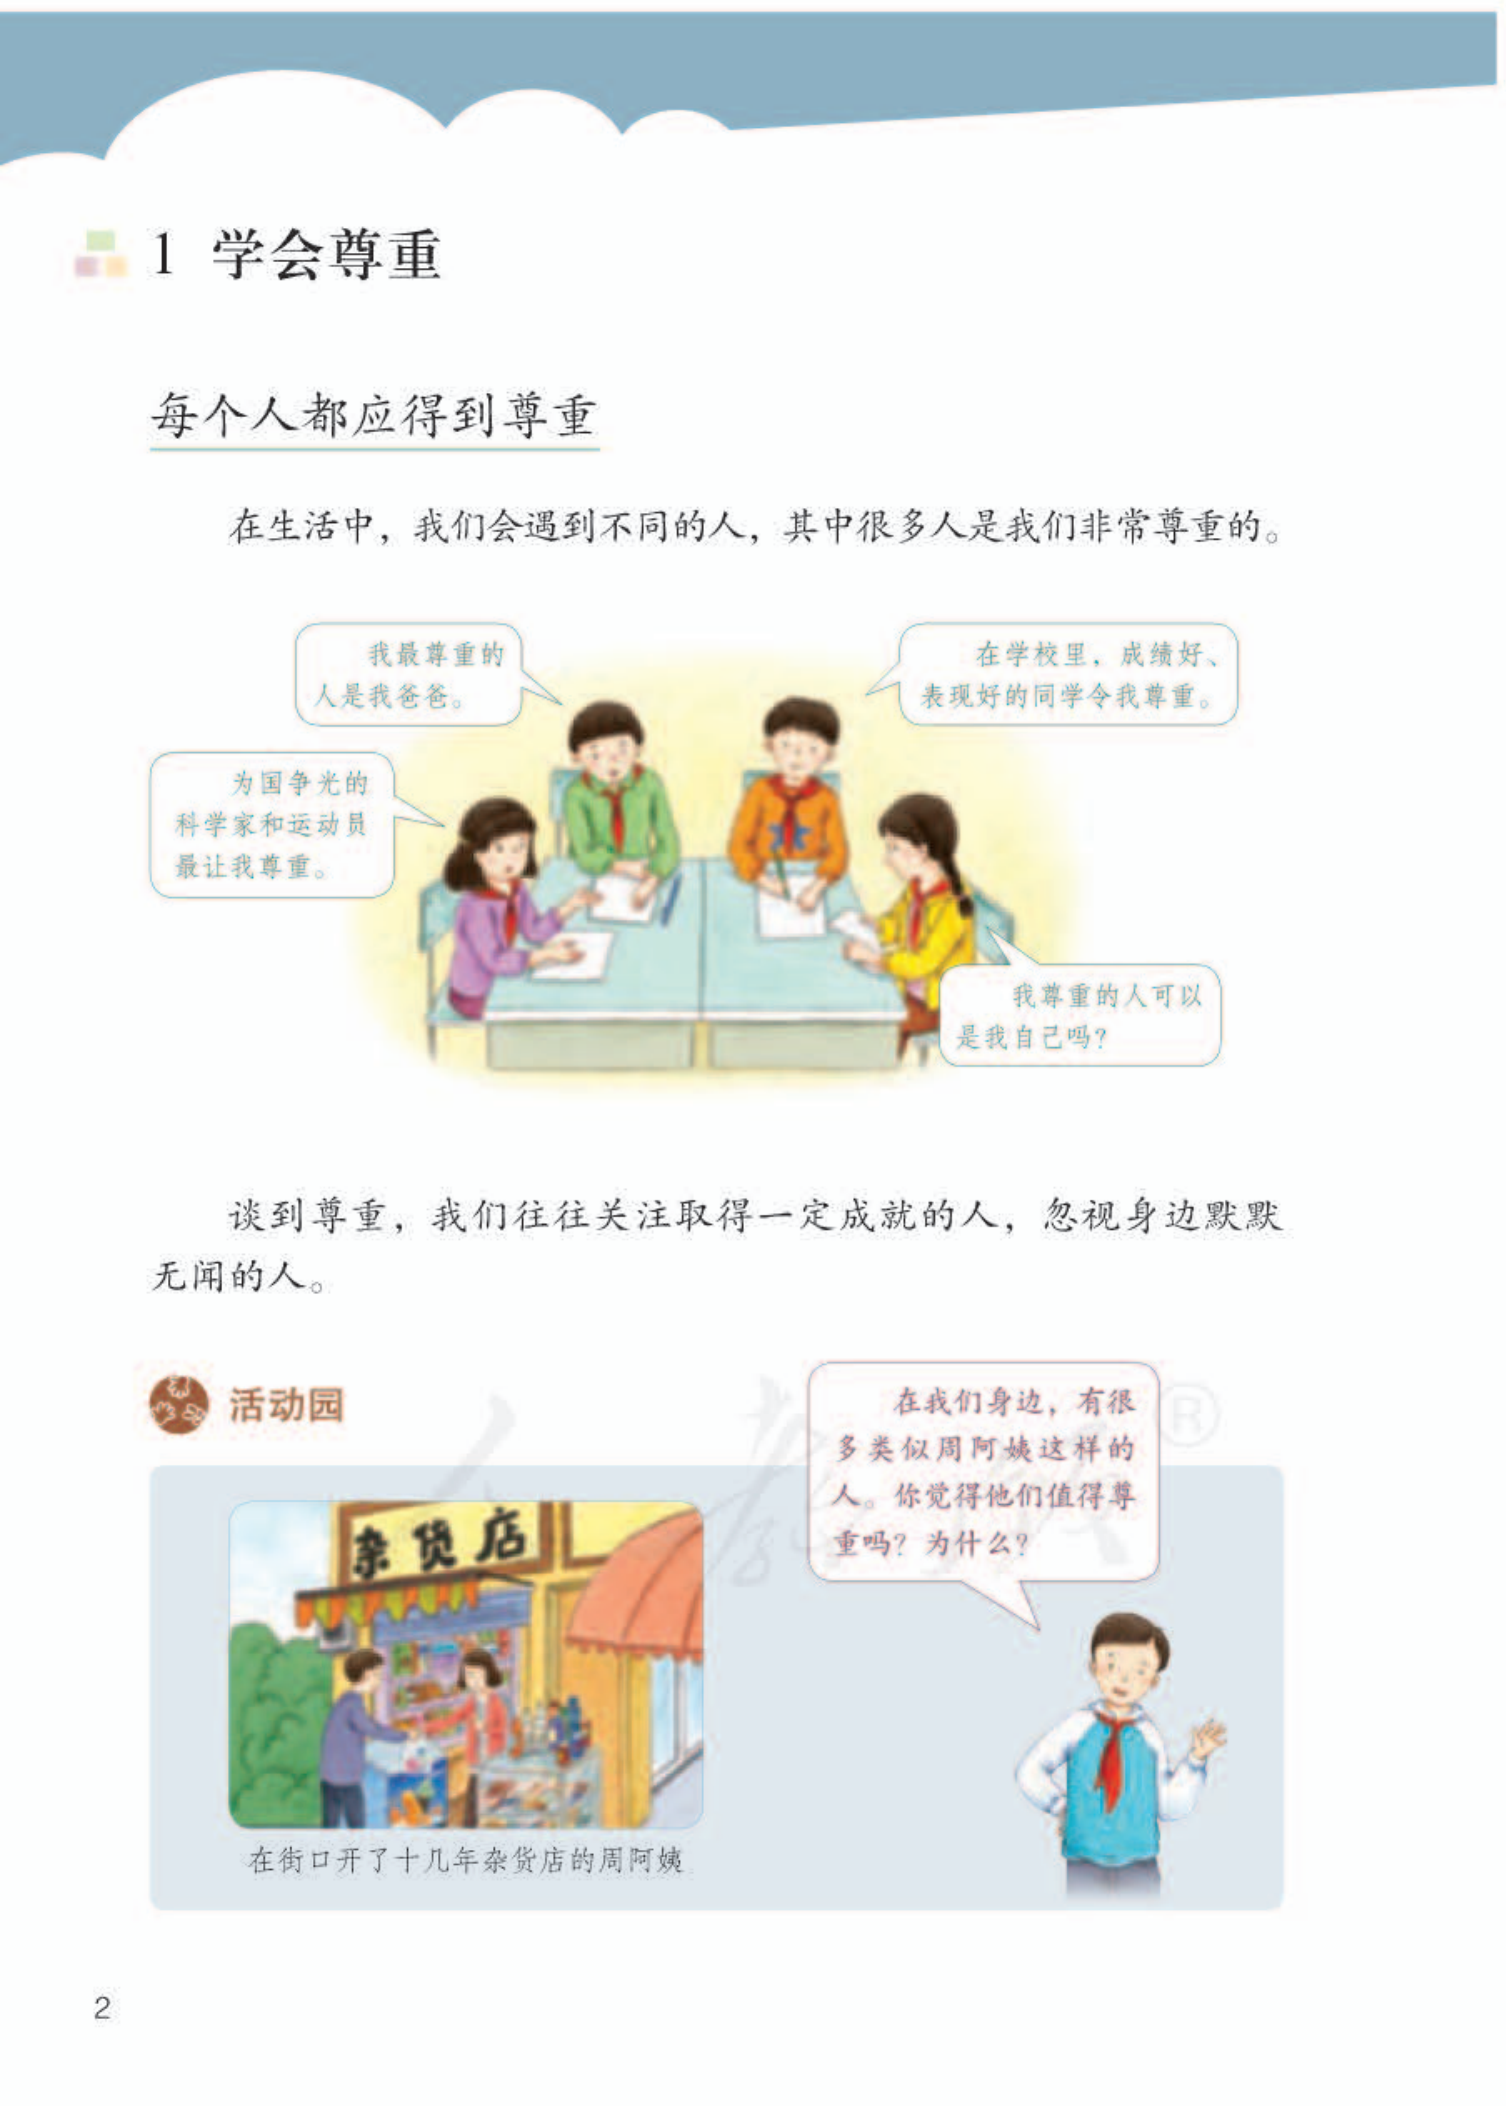 1 学会尊重
每个人都应得到尊重
在生活中，我们会遇到不同的人，其中很多人是我们非常尊重的。
我最尊重的
人是我爸爸。
在学校里，成绩好、
表现好的同学令我尊重。
为国争光的
科学家和运动员
最让我尊重。
我尊重的人可以
是我自己吗？
谈到尊重，我们往往关注取得一定成就的人，忽视身边默默
无闻的人。
活动园
在我们身边，有很
多类似周阿姨这样的
人。你觉得他们值得尊
重吗？为什么？
杂货店
在街口开了十几年杂货店的周阿姨
人教版®
2